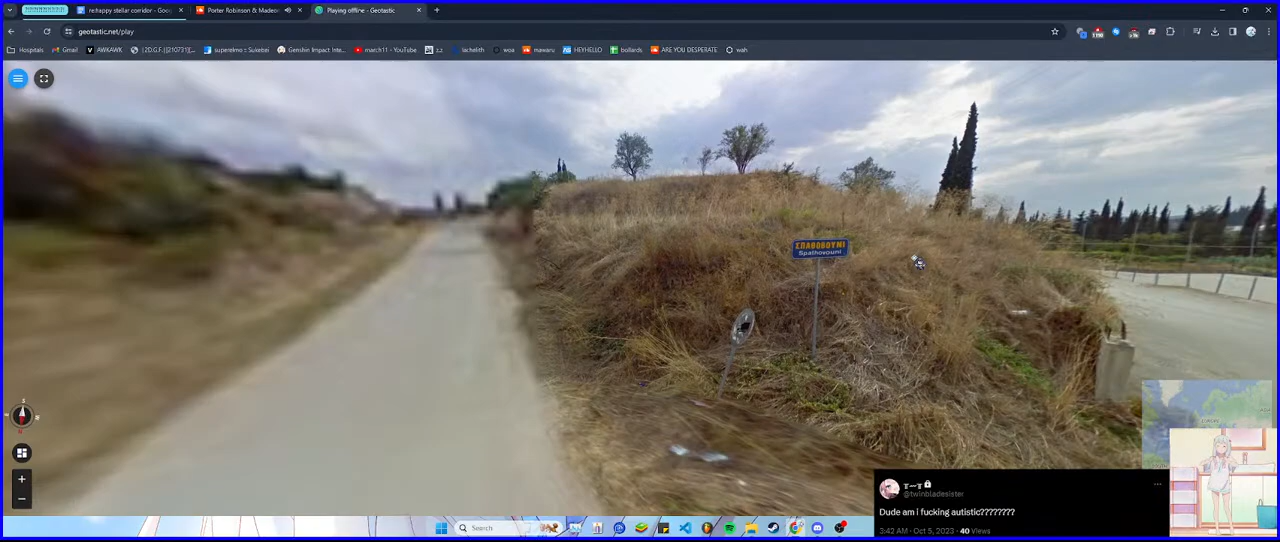 re:happy stellar corridor - Goo
Porter Robinson & Madeon
Playing offline - Geotastic
geotastic.net/play
Hospitals
Gmail
AWKAWK
superelmo :: Sukebei
Genshin Impact Inte...
march11 - YouTube
z.z
lachelith
woa
mawaru
HEYHELLO
bollards
ARE YOU DESPERATE
wah
ΣΠΑΘΟΒΟΥΝΙ
Spathovouni
@twinbladesister
Dude am i fucking autistic????????
3:42 AM · Oct 5, 2023 · 40 Views
Search